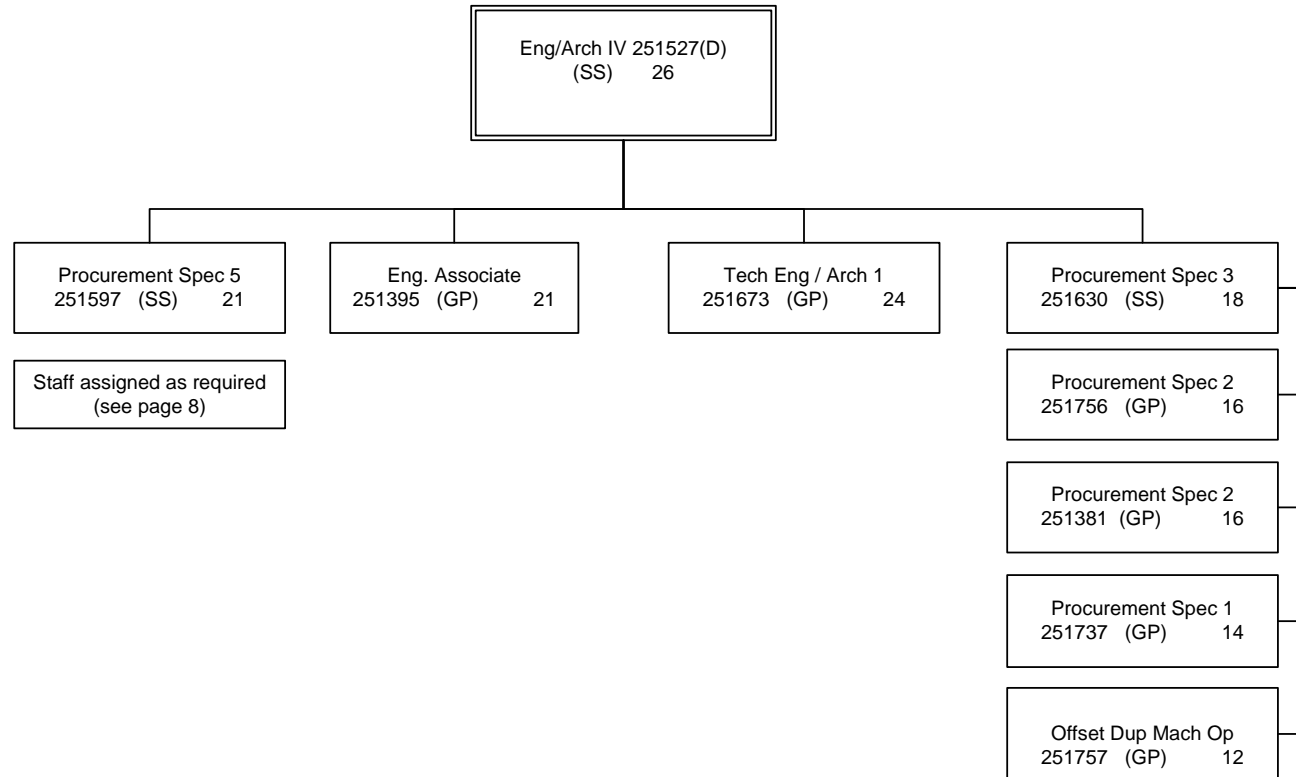 Eng/Arch IV 251527(D)
(SS) 26
Procurement Spec 5
251597 (SS) 21
Eng. Associate
251395 (GP) 21
Tech Eng / Arch 1
251673 (GP) 24
Procurement Spec 3
251630 (SS) 18
Staff assigned as required
(see page 8)
Procurement Spec 2
251756 (GP) 16
Procurement Spec 2
251381 (GP) 16
Procurement Spec 1
251737 (GP) 14
Offset Dup Mach Op
251757 (GP) 12